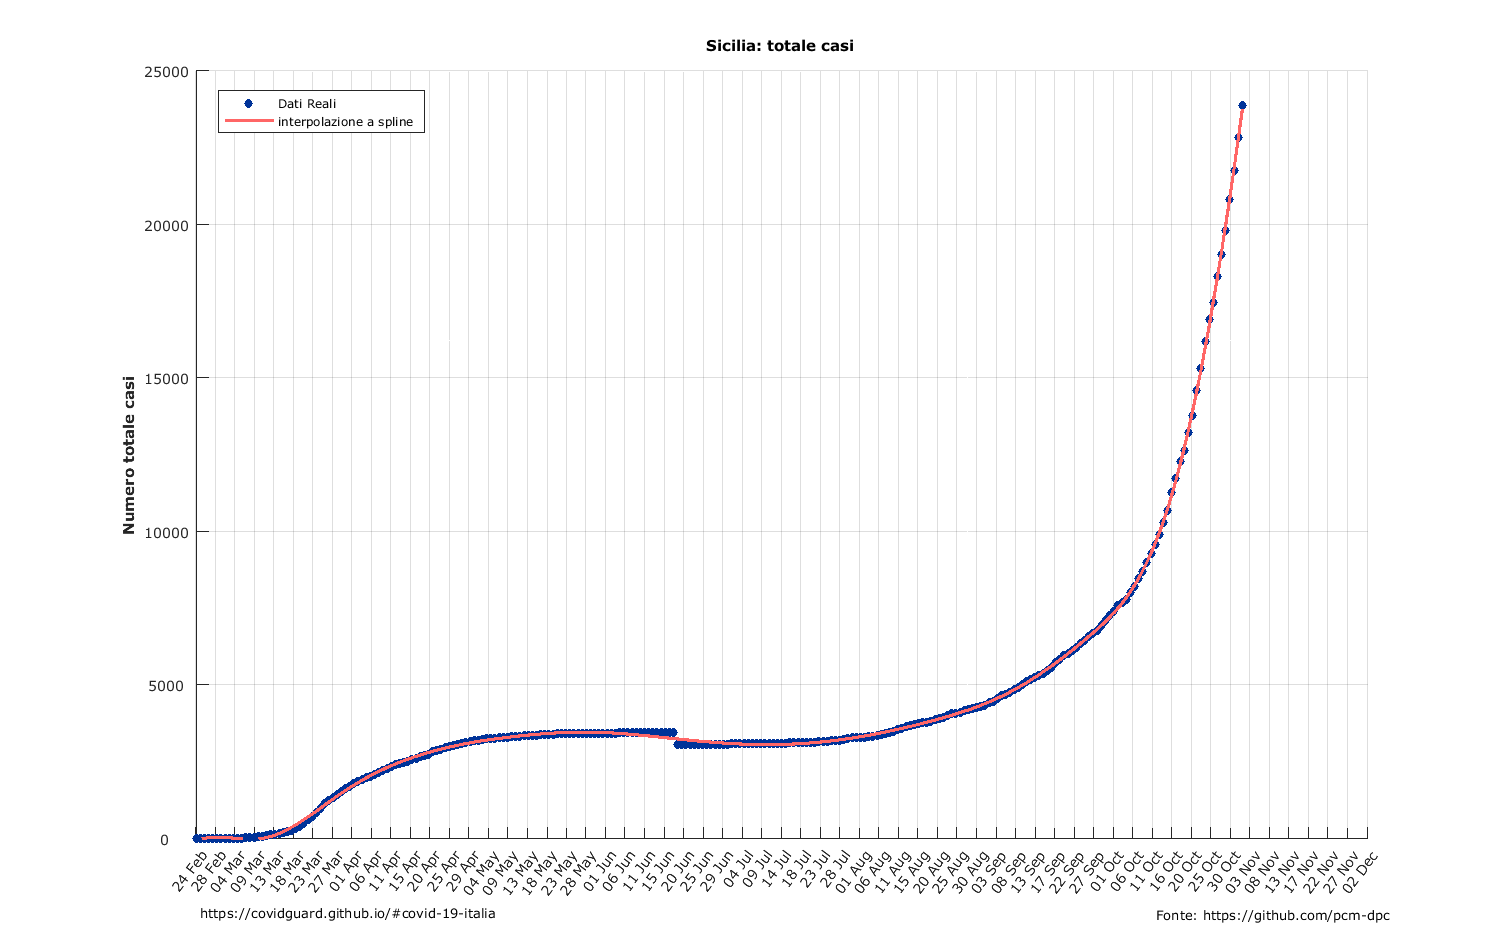 Sicilia: totale casi
25000
20000
15000
10000
5000
0
Numero totale casi
Dati Reali
interpolazione a spline
24 Feb
28 Feb
04 Mar
09 Mar
13 Mar
18 Mar
23 Mar
27 Mar
01 Apr
06 Apr
11 Apr
15 Apr
20 Apr
25 Apr
29 Apr
04 May
09 May
13 May
18 May
23 May
28 May
01 Jun
06 Jun
11 Jun
15 Jun
20 Jun
25 Jun
29 Jun
04 Jul
09 Jul
14 Jul
18 Jul
23 Jul
28 Jul
01 Aug
06 Aug
11 Aug
15 Aug
20 Aug
25 Aug
30 Aug
03 Sep
08 Sep
13 Sep
17 Sep
22 Sep
27 Sep
01 Oct
06 Oct
11 Oct
16 Oct
20 Oct
25 Oct
30 Oct
03 Nov
08 Nov
13 Nov
17 Nov
22 Nov
27 Nov
02 Dec
https://covidguard.github.io/#covid-19-italia
Fonte: https://github.com/pcm-dpc